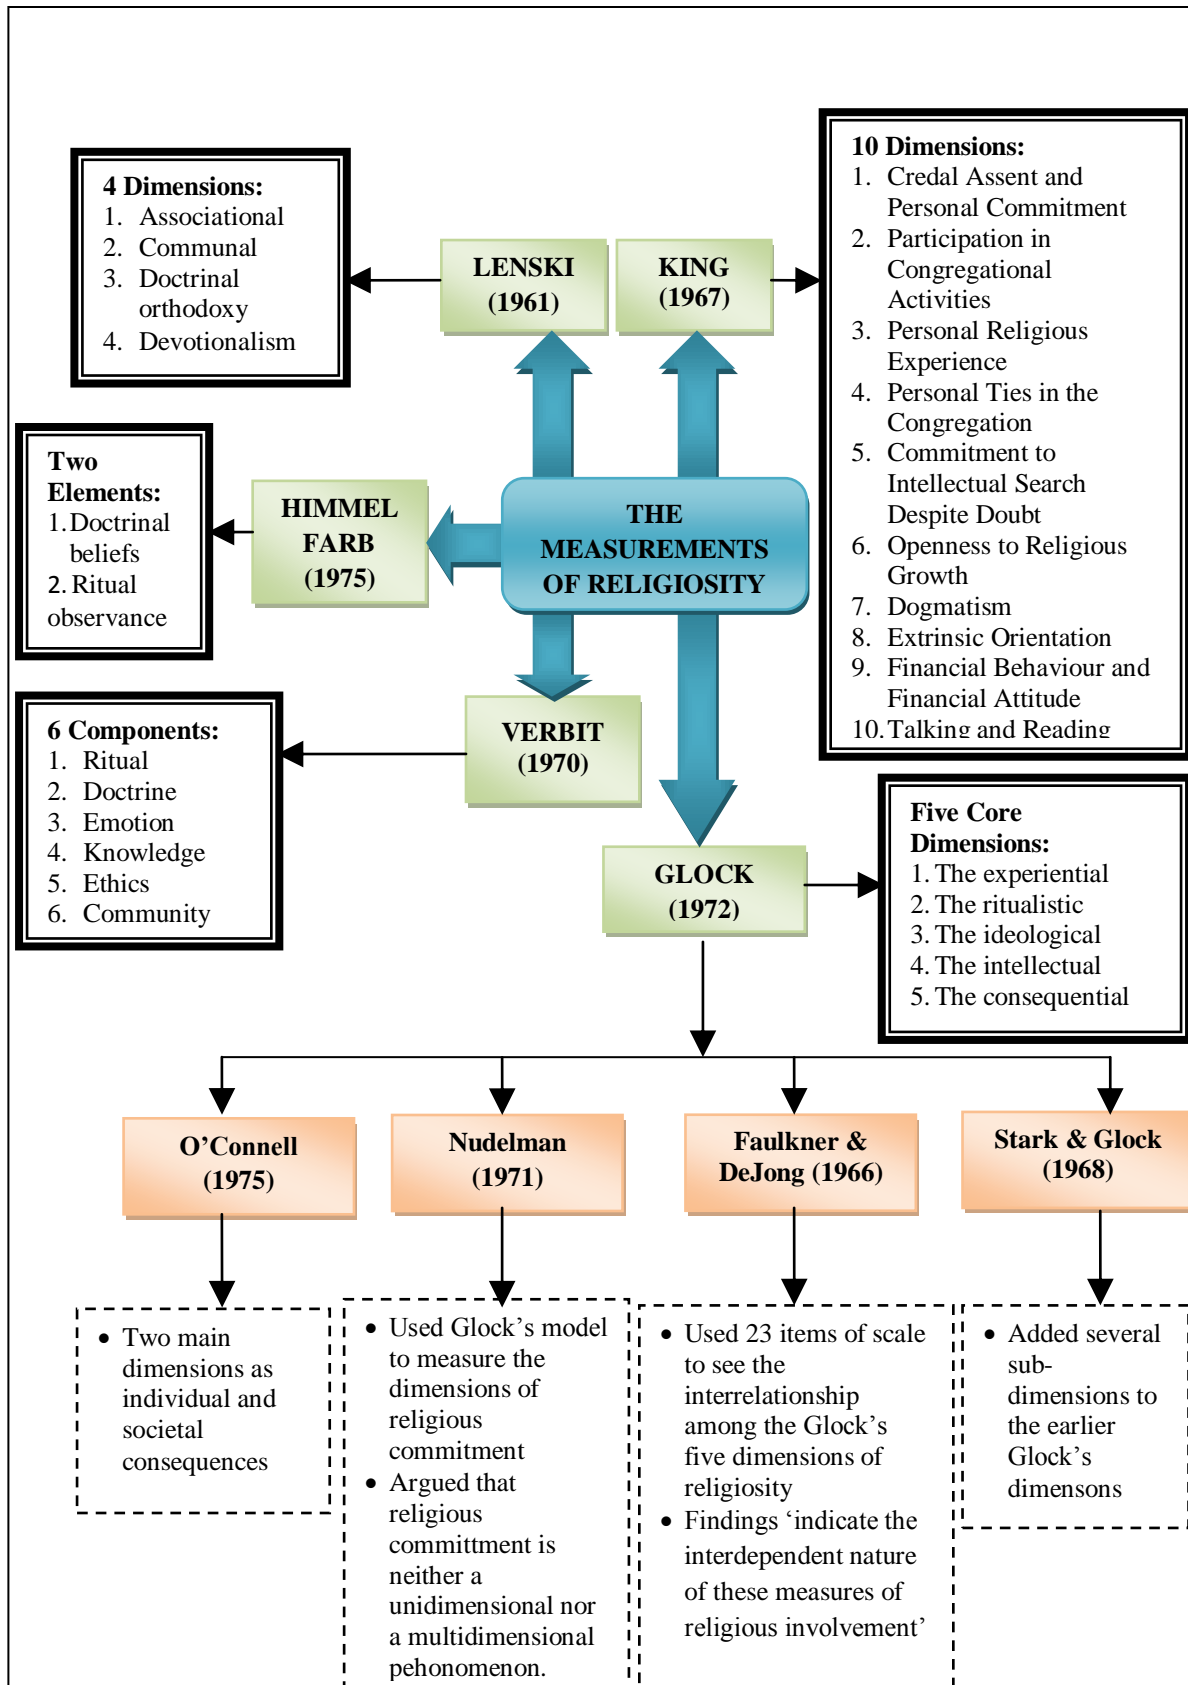 4 Dimensions:
1. Associational
2. Communal
3. Doctrinal
orthodoxy
4. Devotionalism
LENSKI
(1961)
KING
(1967)
10 Dimensions:
1. Credal Assent and
Personal Commitment
2. Participation in
Congregational
Activities
3. Personal Religious
Experience
4. Personal Ties in the
Congregation
5. Commitment to
Intellectual Search
Despite Doubt
6. Openness to Religious
Growth
7. Dogmatism
8. Extrinsic Orientation
9. Financial Behaviour and
Financial Attitude
10. Talking and Reading
Two
Elements:
1. Doctrinal
beliefs
2. Ritual
observance
HIMMEL
FARB
(1975)
THE
MEASUREMENTS
OF RELIGIOSITY
6 Components:
1. Ritual
2. Doctrine
3. Emotion
4. Knowledge
5. Ethics
6. Community
VERBIT
(1970)
GLOCK
(1972)
Five Core
Dimensions:
1. The experiential
2. The ritualistic
3. The ideological
4. The intellectual
5. The consequential
O’Connell
(1975)
Nudelman
(1971)
Faulkner &
DeJong (1966)
Stark & Glock
(1968)
• Two main
dimensions as
individual and
societal
consequences
• Used Glock’s model
to measure the
dimensions of
religious
commitment
• Argued that
religious
committment is
neither a
unidimensional nor
a multidimensional
pehonomenon.
• Used 23 items of scale
to see the
interrelationship
among the Glock’s
five dimensions of
religiosity
• Findings ‘indicate the
interdependent nature
of these measures of
religious involvement’
• Added several
sub-
dimensions to
the earlier
Glock’s
dimensons